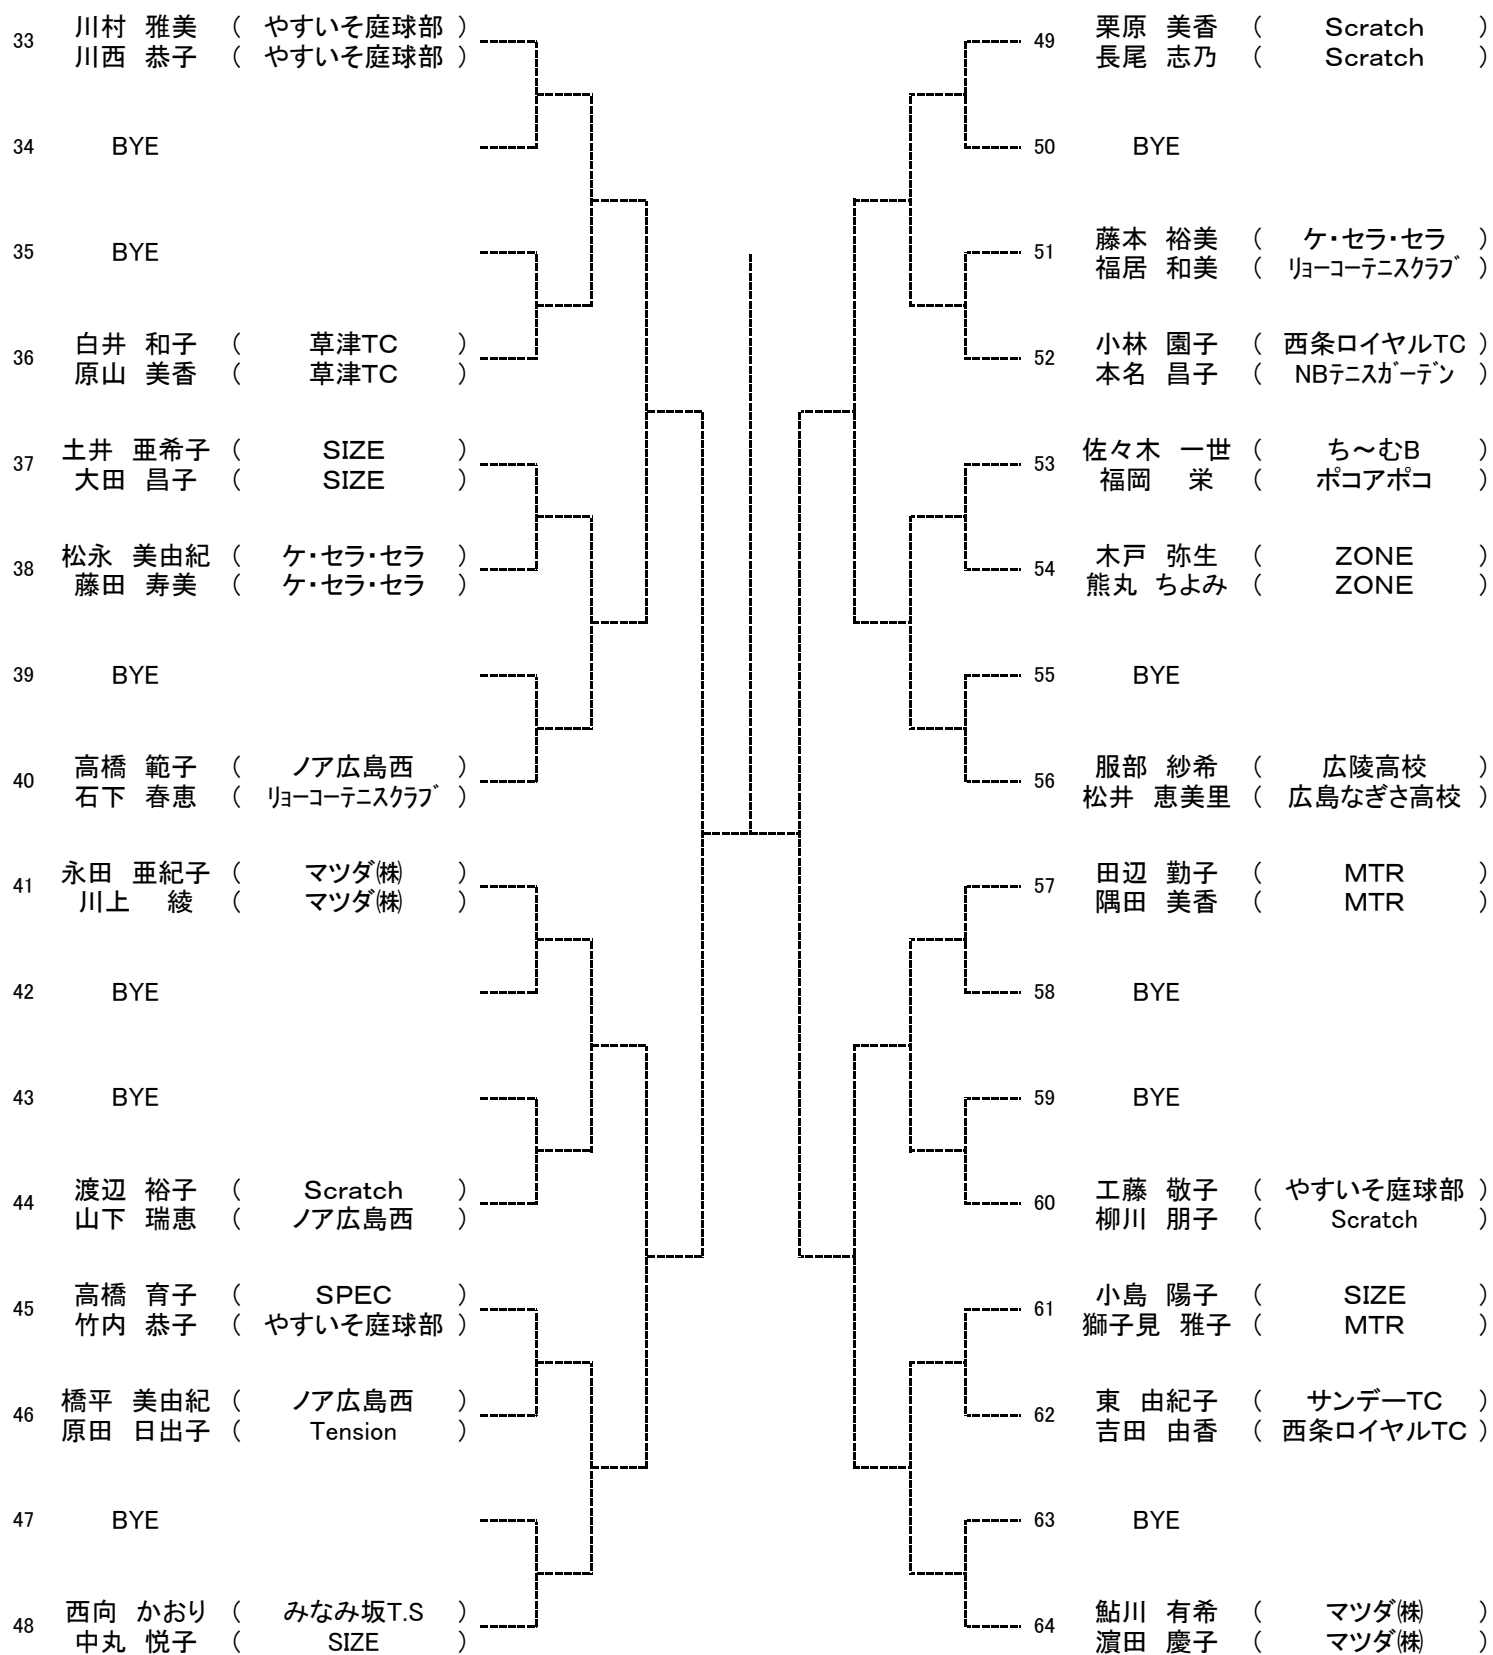 33 川村 雅美 ( やすいそ庭球部 )
川西 恭子 ( やすいそ庭球部 )
34 BYE
35 BYE
36 白井 和子 ( 草津TC )
原山 美香 ( 草津TC )
37 土井 亜希子 ( SIZE )
大田 昌子 ( SIZE )
38 松永 美由紀 ( ケ・セラ・セラ )
藤田 寿美 ( ケ・セラ・セラ )
39 BYE
40 高橋 範子 ( ノア広島西 )
石下 春恵 ( ﾘｮｰｺｰﾃﾆｽｸﾗﾌﾞ )
41 永田 亜紀子 ( マツダ㈱ )
川上 綾 ( マツダ㈱ )
42 BYE
43 BYE
44 渡辺 裕子 ( Scratch )
山下 瑞恵 ( ノア広島西 )
45 高橋 育子 ( SPEC )
竹内 恭子 ( やすいそ庭球部 )
46 橋平 美由紀 ( ノア広島西 )
原田 日出子 ( Tension )
47 BYE
48 西向 かおり ( みなみ坂T.S )
中丸 悦子 ( SIZE )
49 栗原 美香 ( Scratch )
長尾 志乃 ( Scratch )
50 BYE
51 藤本 裕美 ( ケ・セラ・セラ )
福居 和美 ( ﾘｮｰｺｰﾃﾆｽｸﾗﾌﾞ )
52 小林 園子 ( 西条ロイヤルTC )
本名 昌子 ( NBﾃﾆｽｶﾞｰﾃﾞﾝ )
53 佐々木 一世 ( ち～むB )
福岡 栄 ( ポコアポコ )
54 木戸 弥生 ( ZONE )
熊丸 ちよみ ( ZONE )
55 BYE
56 服部 紗希 ( 広陵高校 )
松井 恵美里 ( 広島なぎさ高校 )
57 田辺 勤子 ( MTR )
隅田 美香 ( MTR )
58 BYE
59 BYE
60 工藤 敬子 ( やすいそ庭球部 )
柳川 朋子 ( Scratch )
61 小島 陽子 ( SIZE )
獅子見 雅子 ( MTR )
62 東 由紀子 ( サンデーTC )
吉田 由香 ( 西条ロイヤルTC )
63 BYE
64 鮎川 有希 ( マツダ㈱ )
濵田 慶子 ( マツダ㈱ )